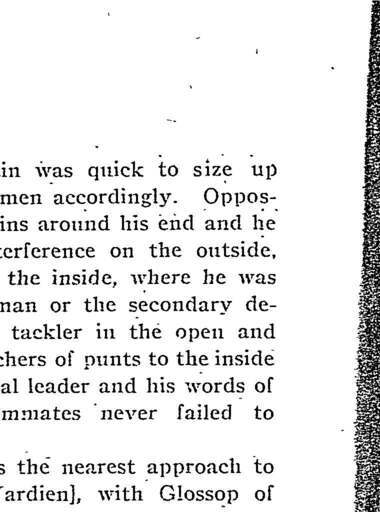 in was quick to size up
men accordingly. Oppos-
ins around his end and he
terference on the outside,
the inside, where he was
man or the secondary de-
tackler in the open and
chers of punts to the inside
al leader and his words of
mmates never failed to
s the nearest approach to
ardien], with Glossop of